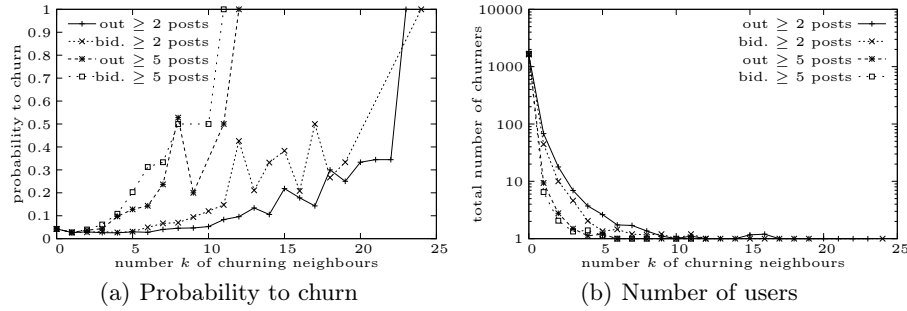 1
0.9
0.8
0.7
0.6
0.5
0.4
0.3
0.2
0.1
0
probability to churn
out ≥ 2 posts
bid. ≥ 2 posts
out ≥ 5 posts
bid. ≥ 5 posts
0 5 10 15 20 25
number k of churning neighbours
(a) Probability to churn
10000
1000
100
10
1
total number of churners
out ≥ 2 posts
bid. ≥ 2 posts
out ≥ 5 posts
bid. ≥ 5 posts
0 5 10 15 20 25
number k of churning neighbours
(b) Number of users